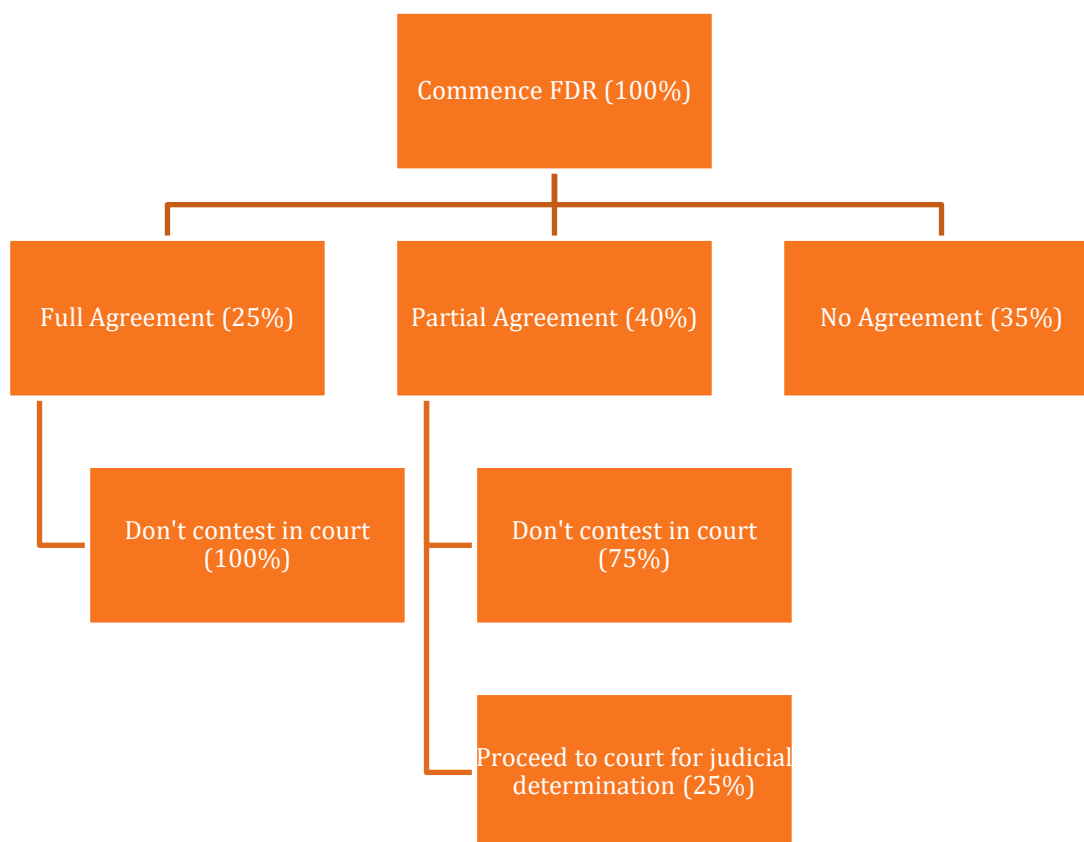 Commence FDR (100%)
Full Agreement (25%)
Partial Agreement (40%)
No Agreement (35%)
Don't contest in court
(100%)
Don't contest in court
(75%)
Proceed to court for judicial
determination (25%)